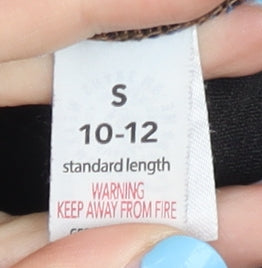 S
10-12
standard length
WARNING
KEEP AWAY FROM FIRE